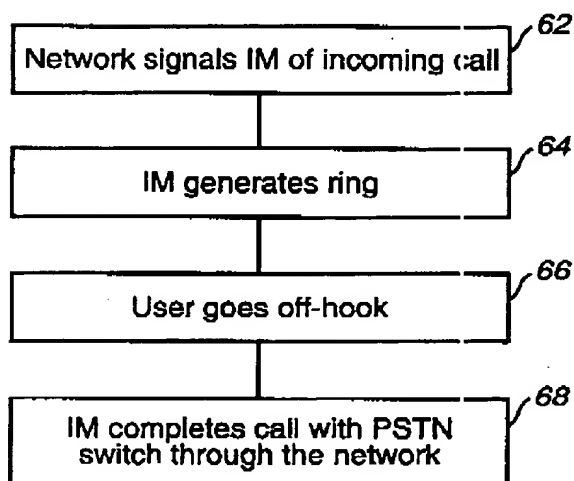 62
Network signals IM of incoming call
64
IM generates ring
66
User goes off-hook
68
IM completes call with PSTN
switch through the network